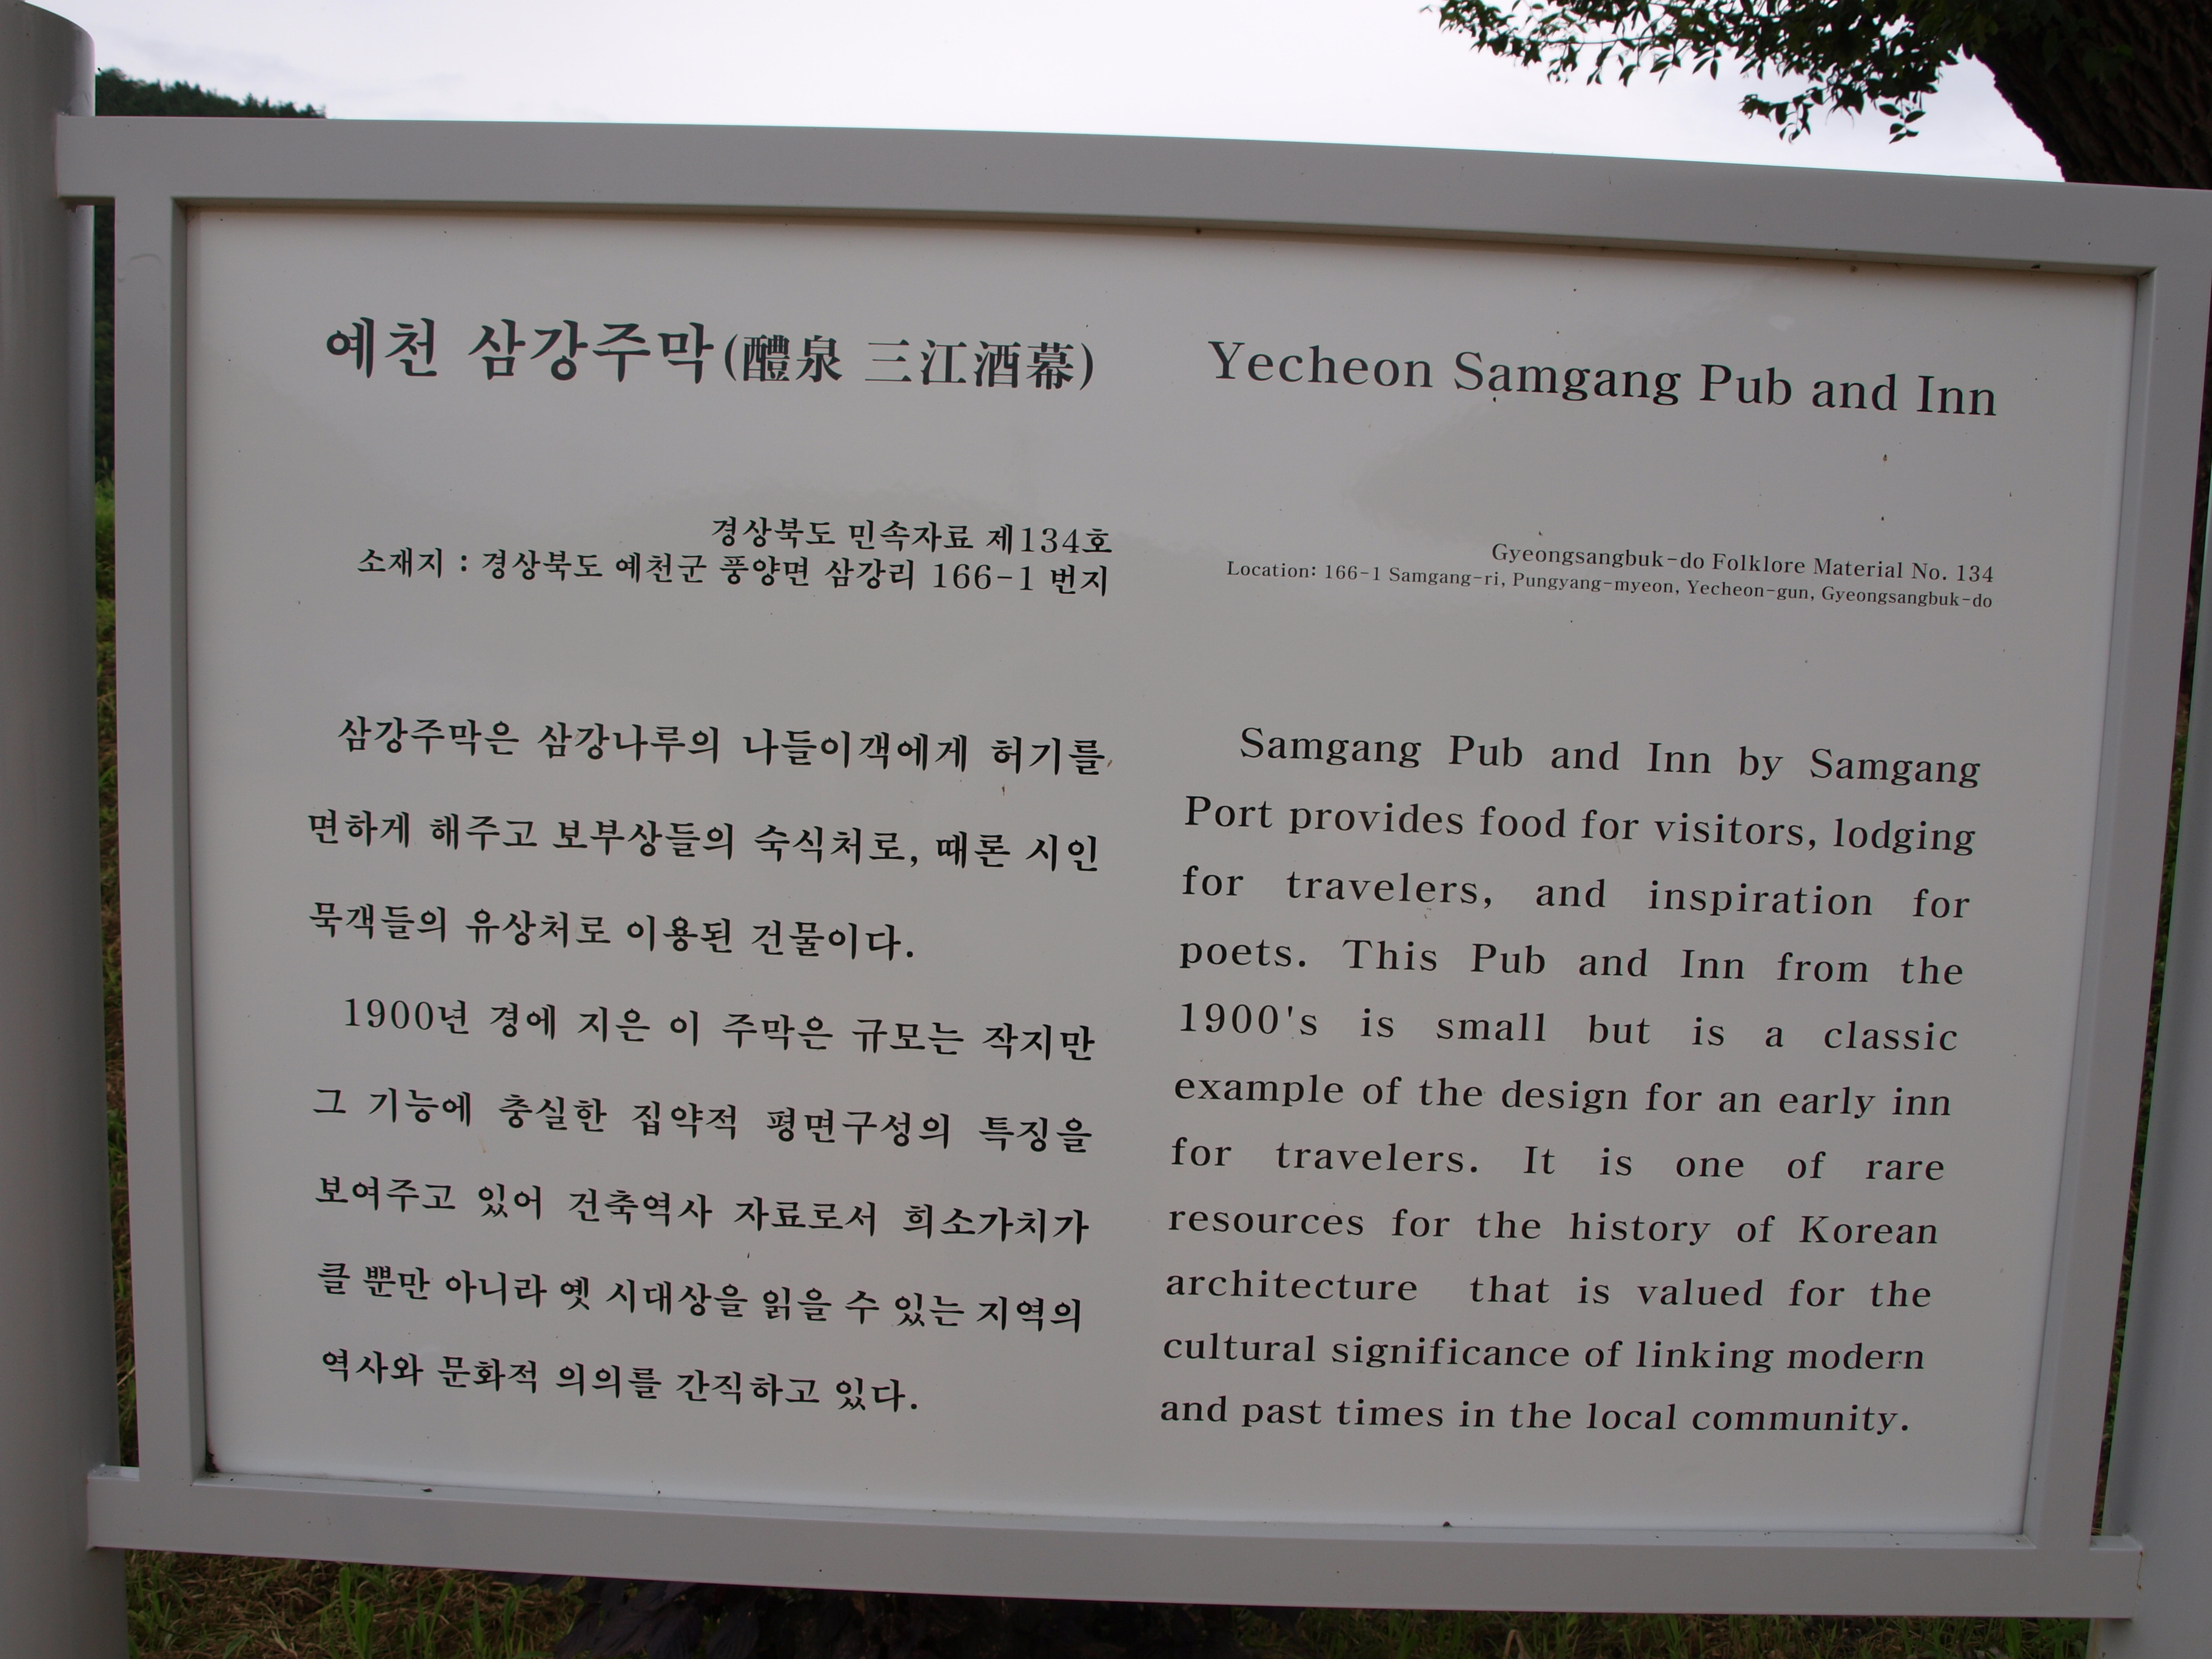 예천 삼강주막(醴泉 三江酒幕)
경상북도 민속자료 제134호
소재지 : 경상북도 예천군 풍양면 삼강리 166-1 번지
삼강주막은 삼강나루의 나들이객에게 허기를
면하게 해주고 보부상들의 숙식처로, 때론 시인
묵객들의 유상처로 이용된 건물이다.
1900년 경에 지은 이 주막은 규모는 작지만
그 기능에 충실한 집약적 평면구성의 특징을
보여주고 있어 건축역사 자료로서 희소가치가
클 뿐만 아니라 옛 시대상을 읽을 수 있는 지역의
역사와 문화적 의의를 간직하고 있다.
Yecheon Samgang Pub and Inn
Gyeongsangbuk-do Folklore Material No. 134
Location: 166-1 Samgang-ri, Pungyang-myeon, Yecheon-gun, Gyeongsangbuk-do
Samgang Pub and Inn by Samgang
Port provides food for visitors, lodging
for travelers, and inspiration for
poets. This Pub and Inn from the
1900's is small but is a classic
example of the design for an early inn
for travelers. It is one of rare
resources for the history of Korean
architecture that is valued for the
cultural significance of linking modern
and past times in the local community.